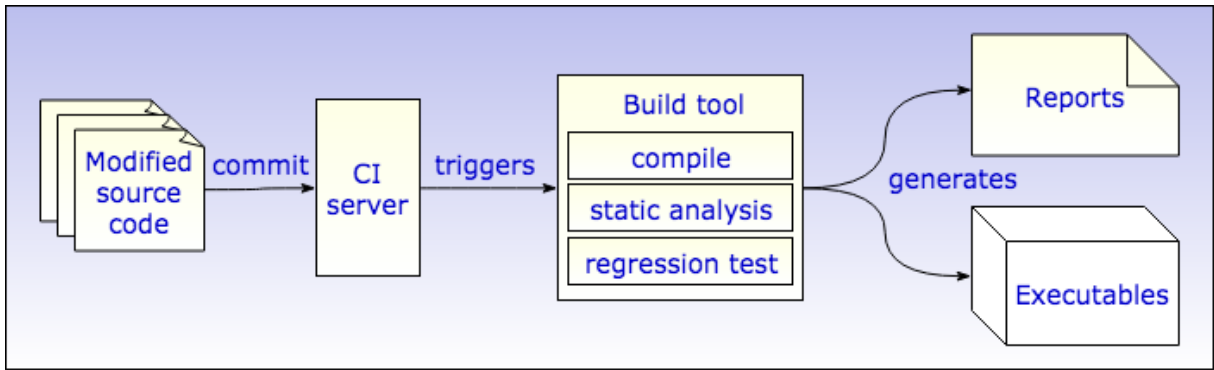 Modified
source
code
commit
CI
server
triggers
Build tool
compile
static analysis
regression test
generates
Reports
Executables